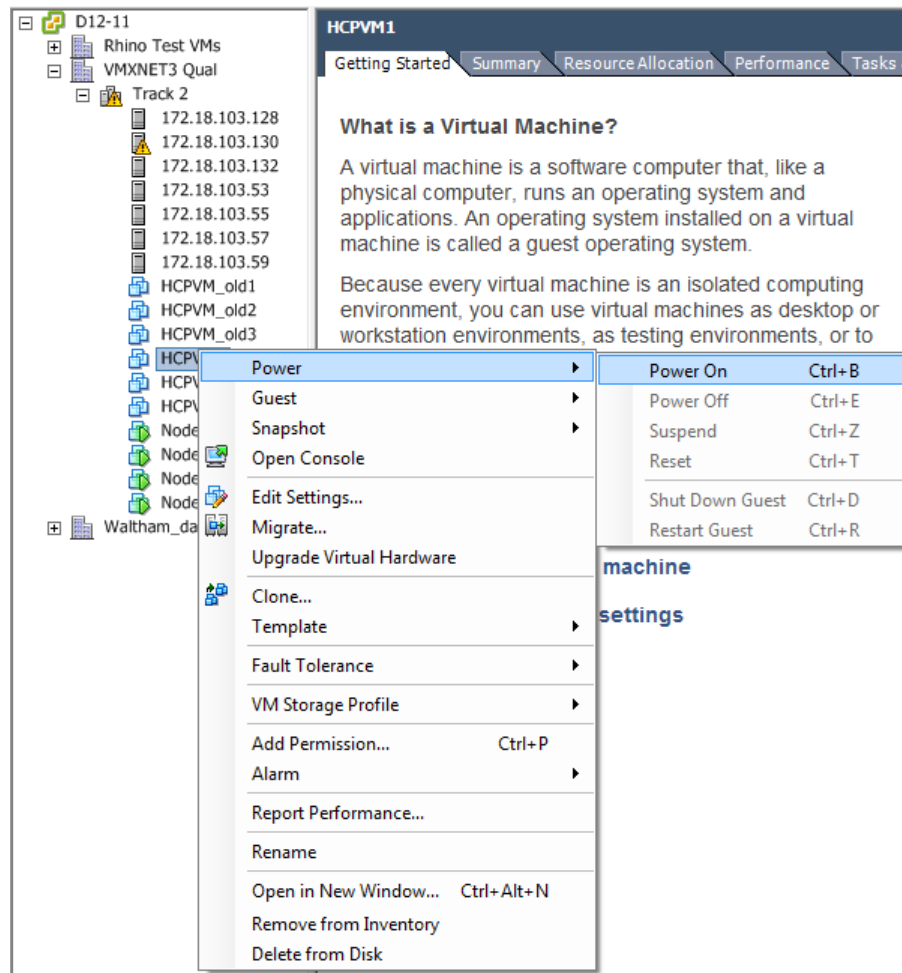 D12-11
Rhino Test VMs
VMXNET3 Qual
Track 2
172.18.103.128
172.18.103.130
172.18.103.132
172.18.103.53
172.18.103.55
172.18.103.57
172.18.103.59
HCPVM_old1
HCPVM_old2
HCPVM_old3
HCPV
HCPV
HCPV
Node
Node
Node
Node
Waltham_da
HCPVM1
Getting Started Summary Resource Allocation Performance Tasks
What is a Virtual Machine?
A virtual machine is a software computer that, like a
physical computer, runs an operating system and
applications. An operating system installed on a virtual
machine is called a guest operating system.
Because every virtual machine is an isolated computing
environment, you can use virtual machines as desktop or
workstation environments, as testing environments, or to
machine
settings
Power
Guest
Snapshot
Open Console
Edit Settings...
Migrate...
Upgrade Virtual Hardware
Clone...
Template
Fault Tolerance
VM Storage Profile
Add Permission... Ctrl+P
Alarm
Report Performance...
Rename
Open in New Window... Ctrl+Alt+N
Remove from Inventory
Delete from Disk
Power On Ctrl+B
Power Off Ctrl+E
Suspend Ctrl+Z
Reset Ctrl+T
Shut Down Guest Ctrl+D
Restart Guest Ctrl+R